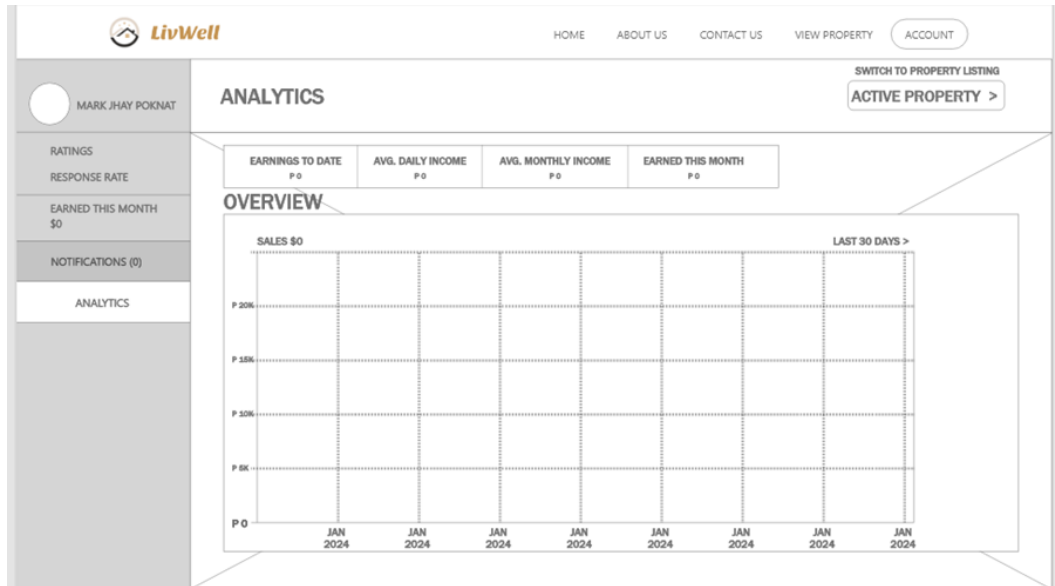 LivWell
HOME ABOUT US CONTACT US VIEW PROPERTY ACCOUNT
MARK JHAY POKNAT
RATINGS
RESPONSE RATE
EARNED THIS MONTH
$0
NOTIFICATIONS (0)
ANALYTICS
ANALYTICS
SWITCH TO PROPERTY LISTING
ACTIVE PROPERTY >
EARNINGS TO DATE AVG. DAILY INCOME AVG. MONTHLY INCOME EARNED THIS MONTH
P 0 P 0 P 0 P 0
OVERVIEW
SALES $0 LAST 30 DAYS >
P 20K
P 15K
P 10K
P 5K
P 0
JAN JAN JAN JAN JAN JAN JAN JAN
2024 2024 2024 2024 2024 2024 2024 2024